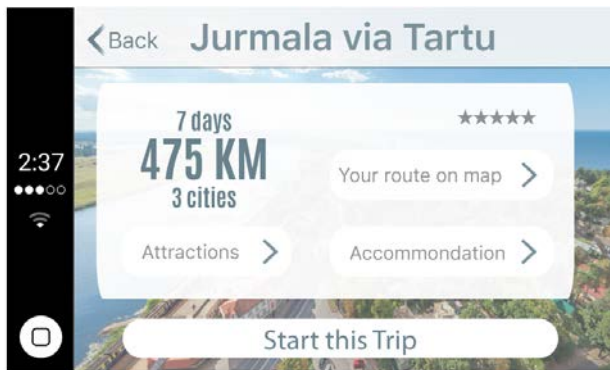 Back
Jurmala via Tartu
7 days
475 KM
3 cities
2:37
Your route on map
Attractions
Accommondation
Start this Trip